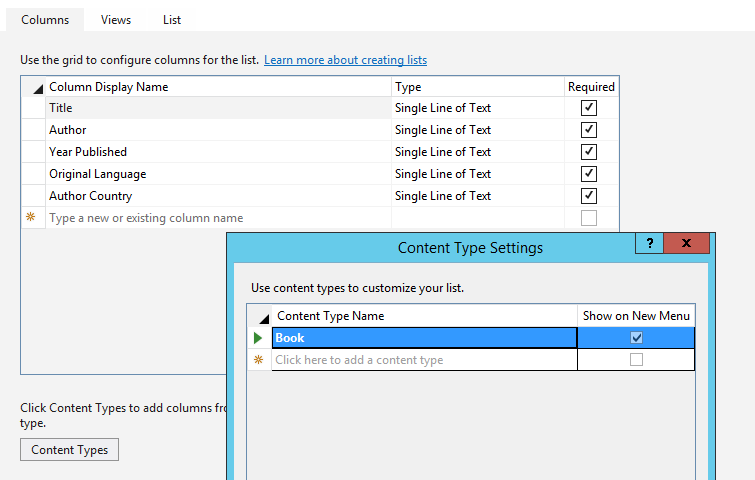 Columns Views List
Use the grid to configure columns for the list. Learn more about creating lists
Column Display Name Type Required
Title Single Line of Text
Author Single Line of Text
Year Published Single Line of Text
Original Language Single Line of Text
Author Country Single Line of Text
Type a new or existing column name
Content Type Settings ? X
Use content types to customize your list.
Content Type Name Show on New Menu
Book
Click here to add a content type
Click Content Types to add columns
type.
Content Types